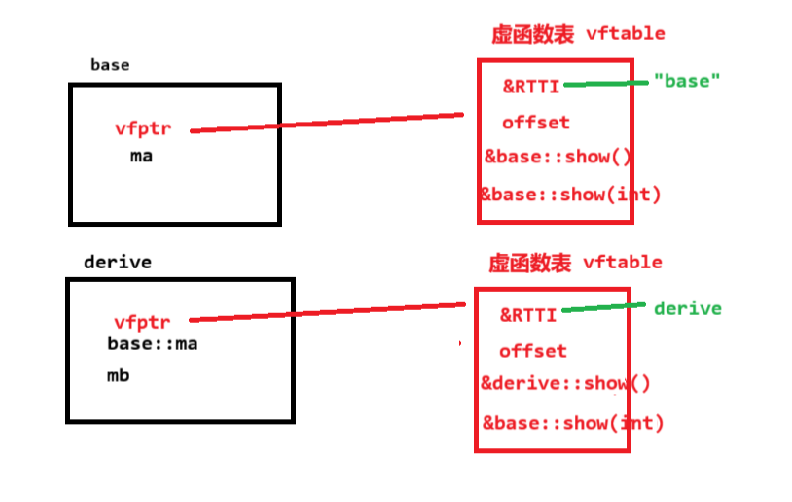 虚函数表 vftable
base
&RTTI
"base"
vfptr
offset
ma
&base::show()
&base::show(int)
derive
虚函数表 vftable
vfptr
&RTTI
derive
base::ma
offset
mb
&derive::show()
&base::show(int)